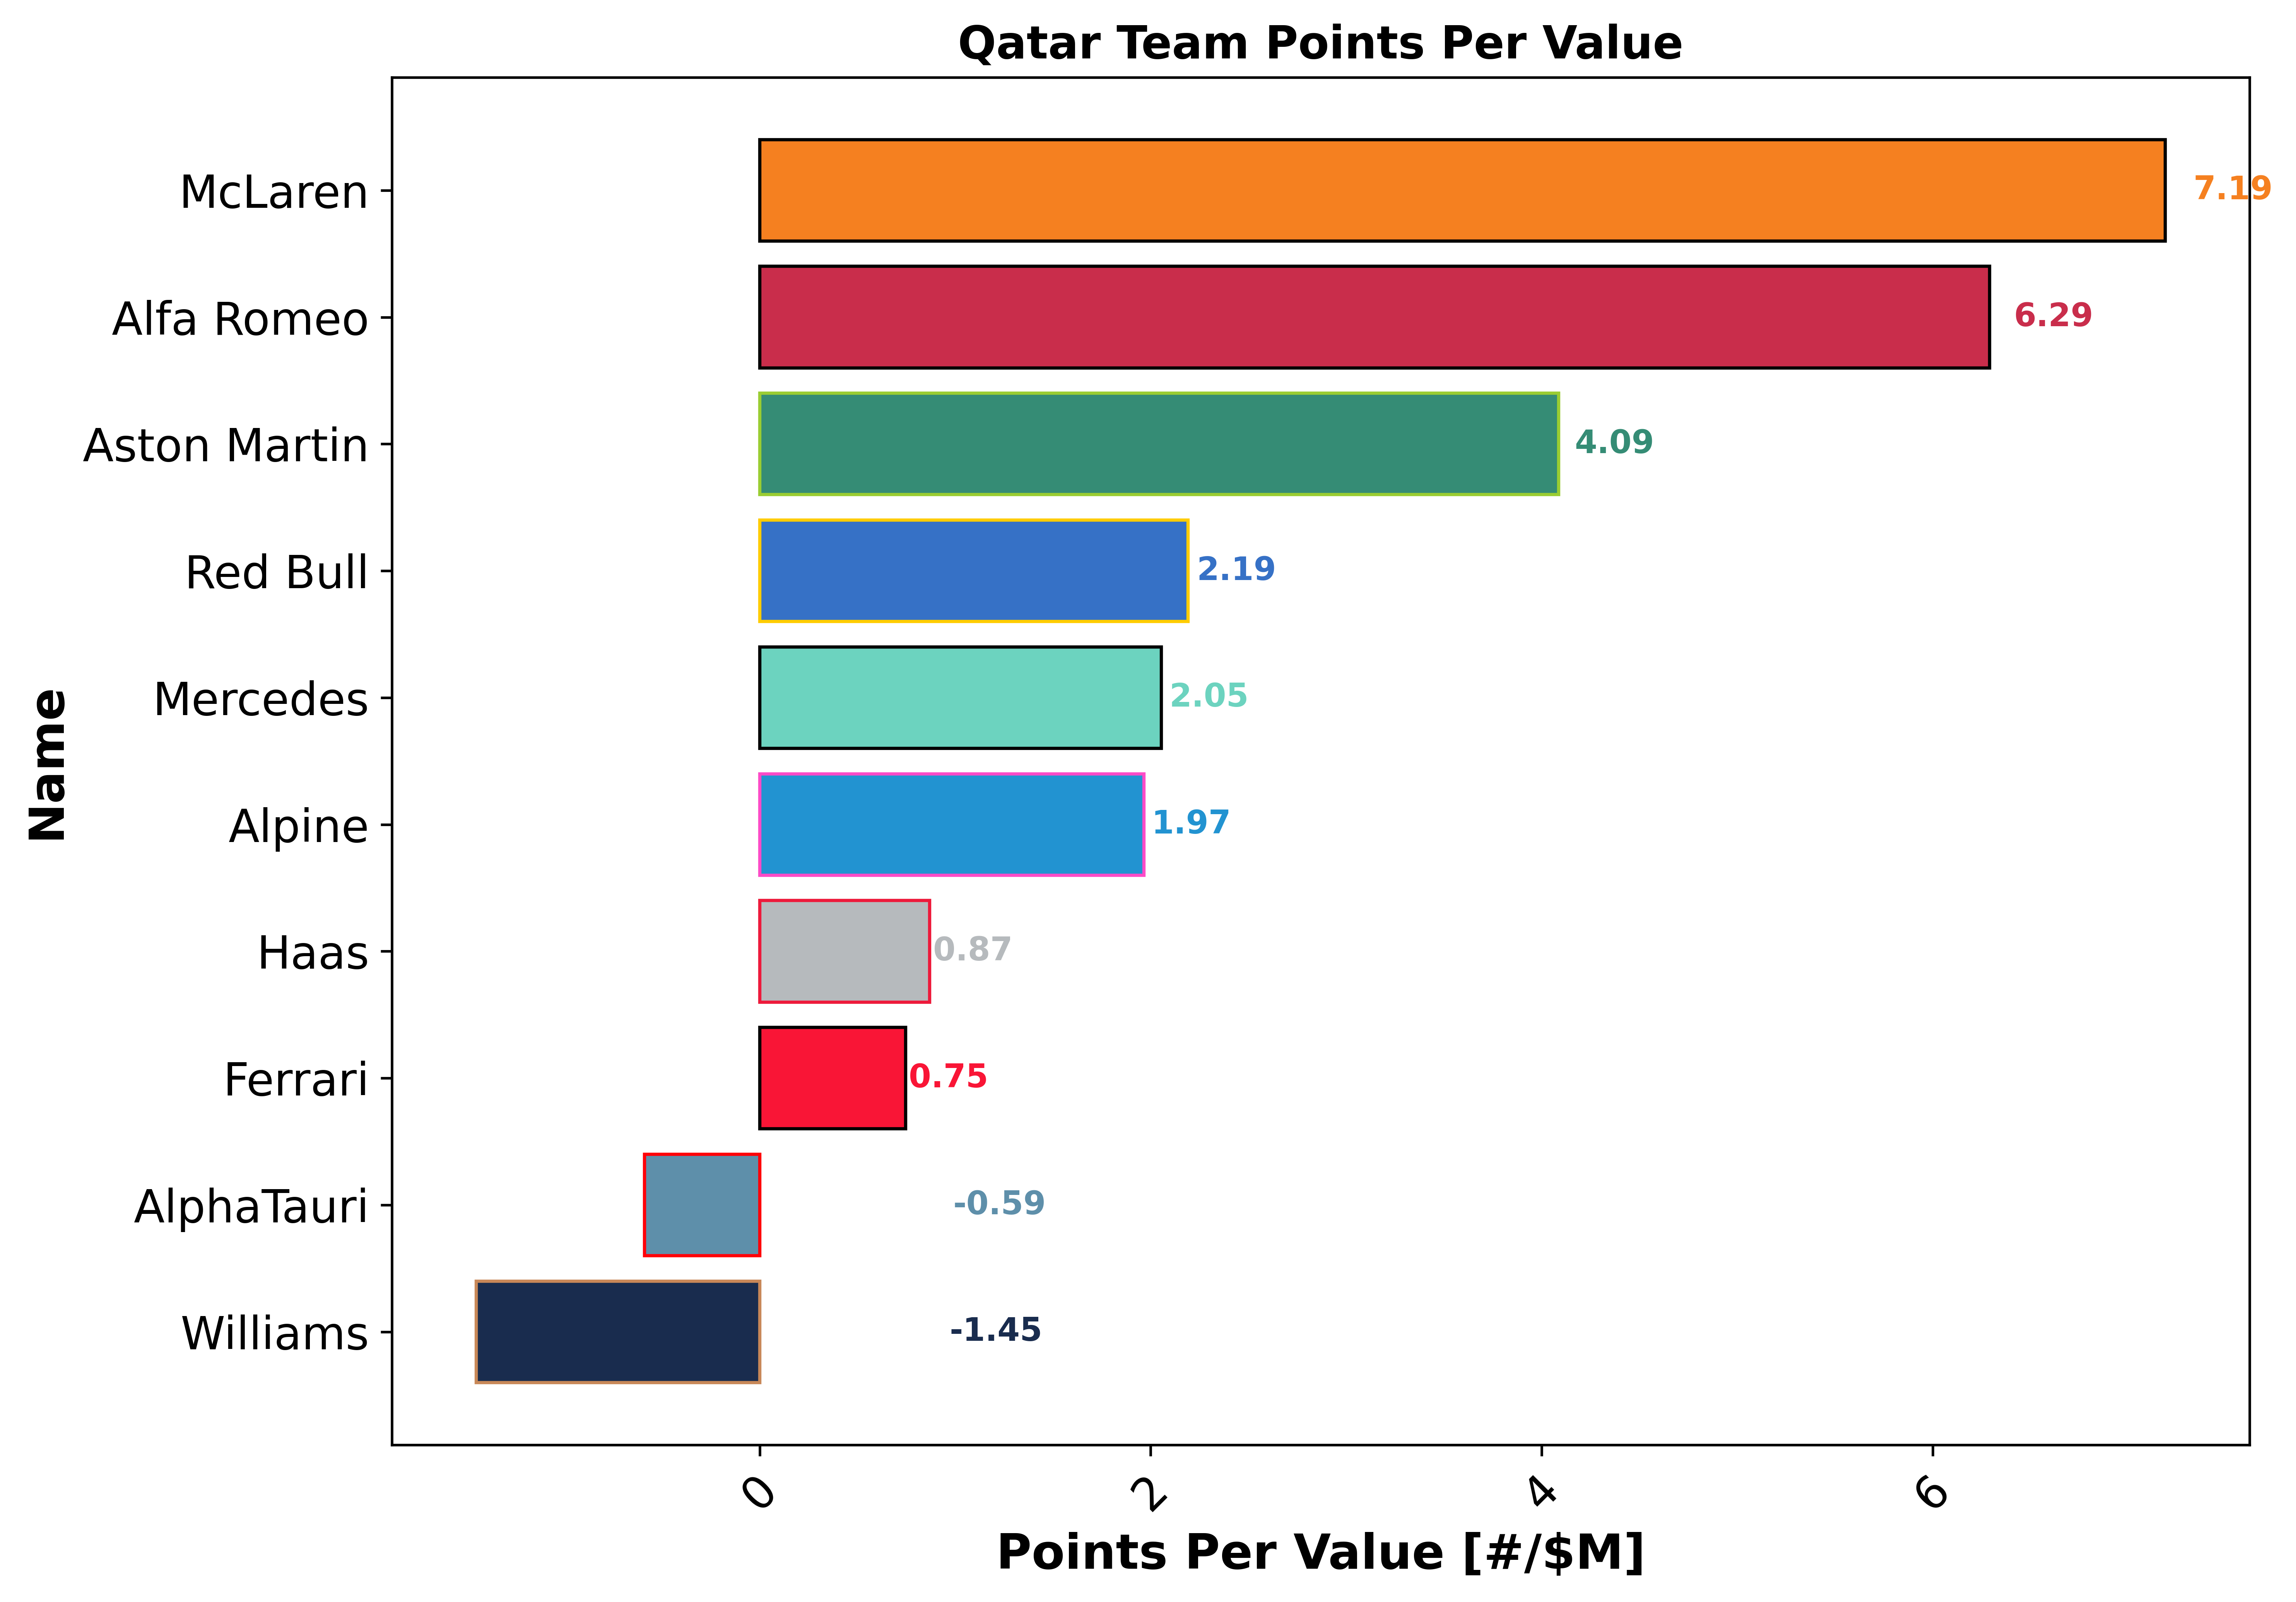 Qatar Team Points Per Value
Name
McLaren 7.19
Alfa Romeo 6.29
Aston Martin 4.09
Red Bull 2.19
Mercedes 2.05
Alpine 1.97
Haas 0.87
Ferrari 0.75
AlphaTauri -0.59
Williams -1.45
0 2 4 6
Points Per Value [#/$M]